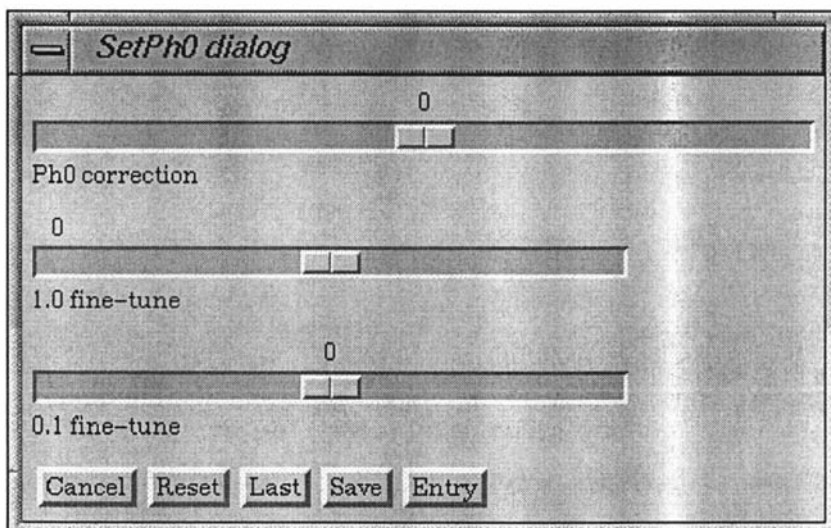 SetPh0 dialog
0
Ph0 correction
0
1.0 fine-tune
0
0.1 fine-tune
Cancel Reset Last Save Entry